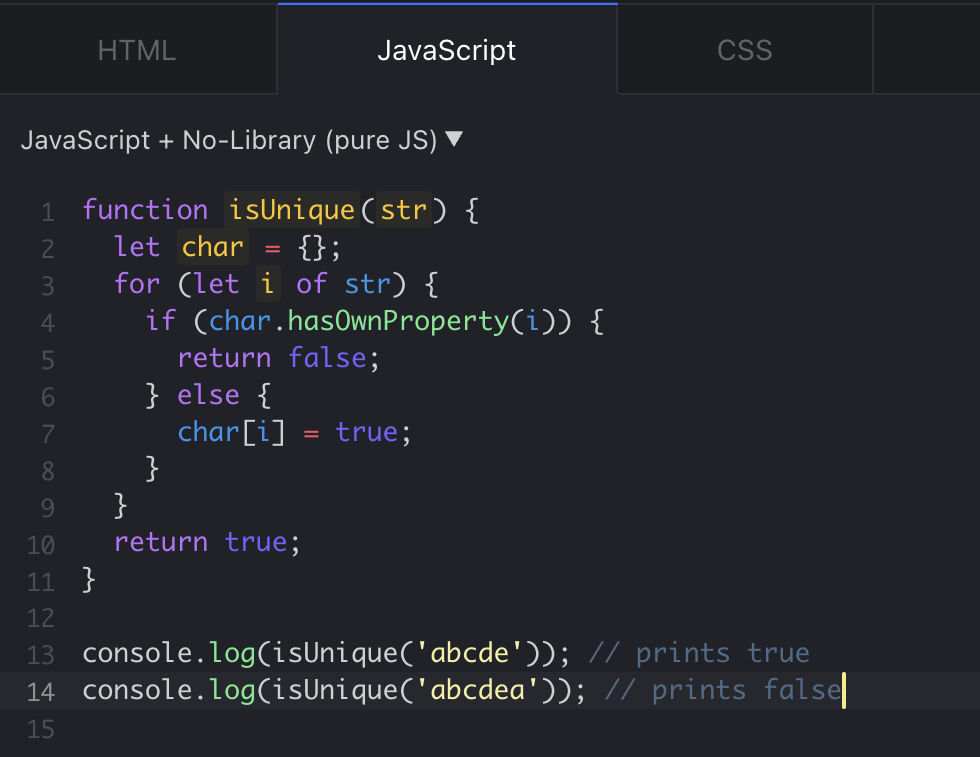 HTML JavaScript CSS
JavaScript + No-Library (pure JS) ▼
1 function isUnique(str) {
2   let char = {};
3   for (let i of str) {
4     if (char.hasOwnProperty(i)) {
5       return false;
6     } else {
7       char[i] = true;
8     }
9   }
10   return true;
11 }
12
13 console.log(isUnique('abcde')); // prints true
14 console.log(isUnique('abcdea')); // prints false
15